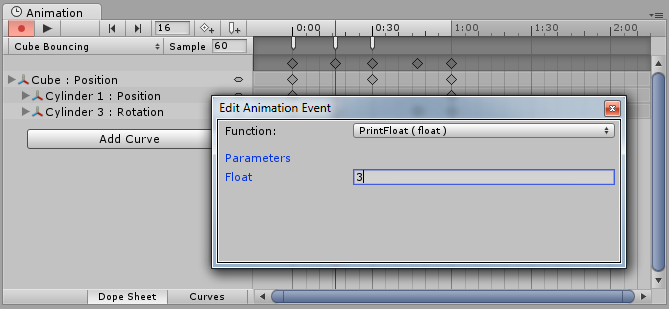 Animation
16
0:00
0:30
1:00
1:30
2:00
Cube Bouncing
Sample
60
Cube : Position
Cylinder 1 : Position
Cylinder 3 : Rotation
Add Curve
Edit Animation Event
Function:
PrintFloat ( float )
Parameters
Float
3
Dope Sheet
Curves